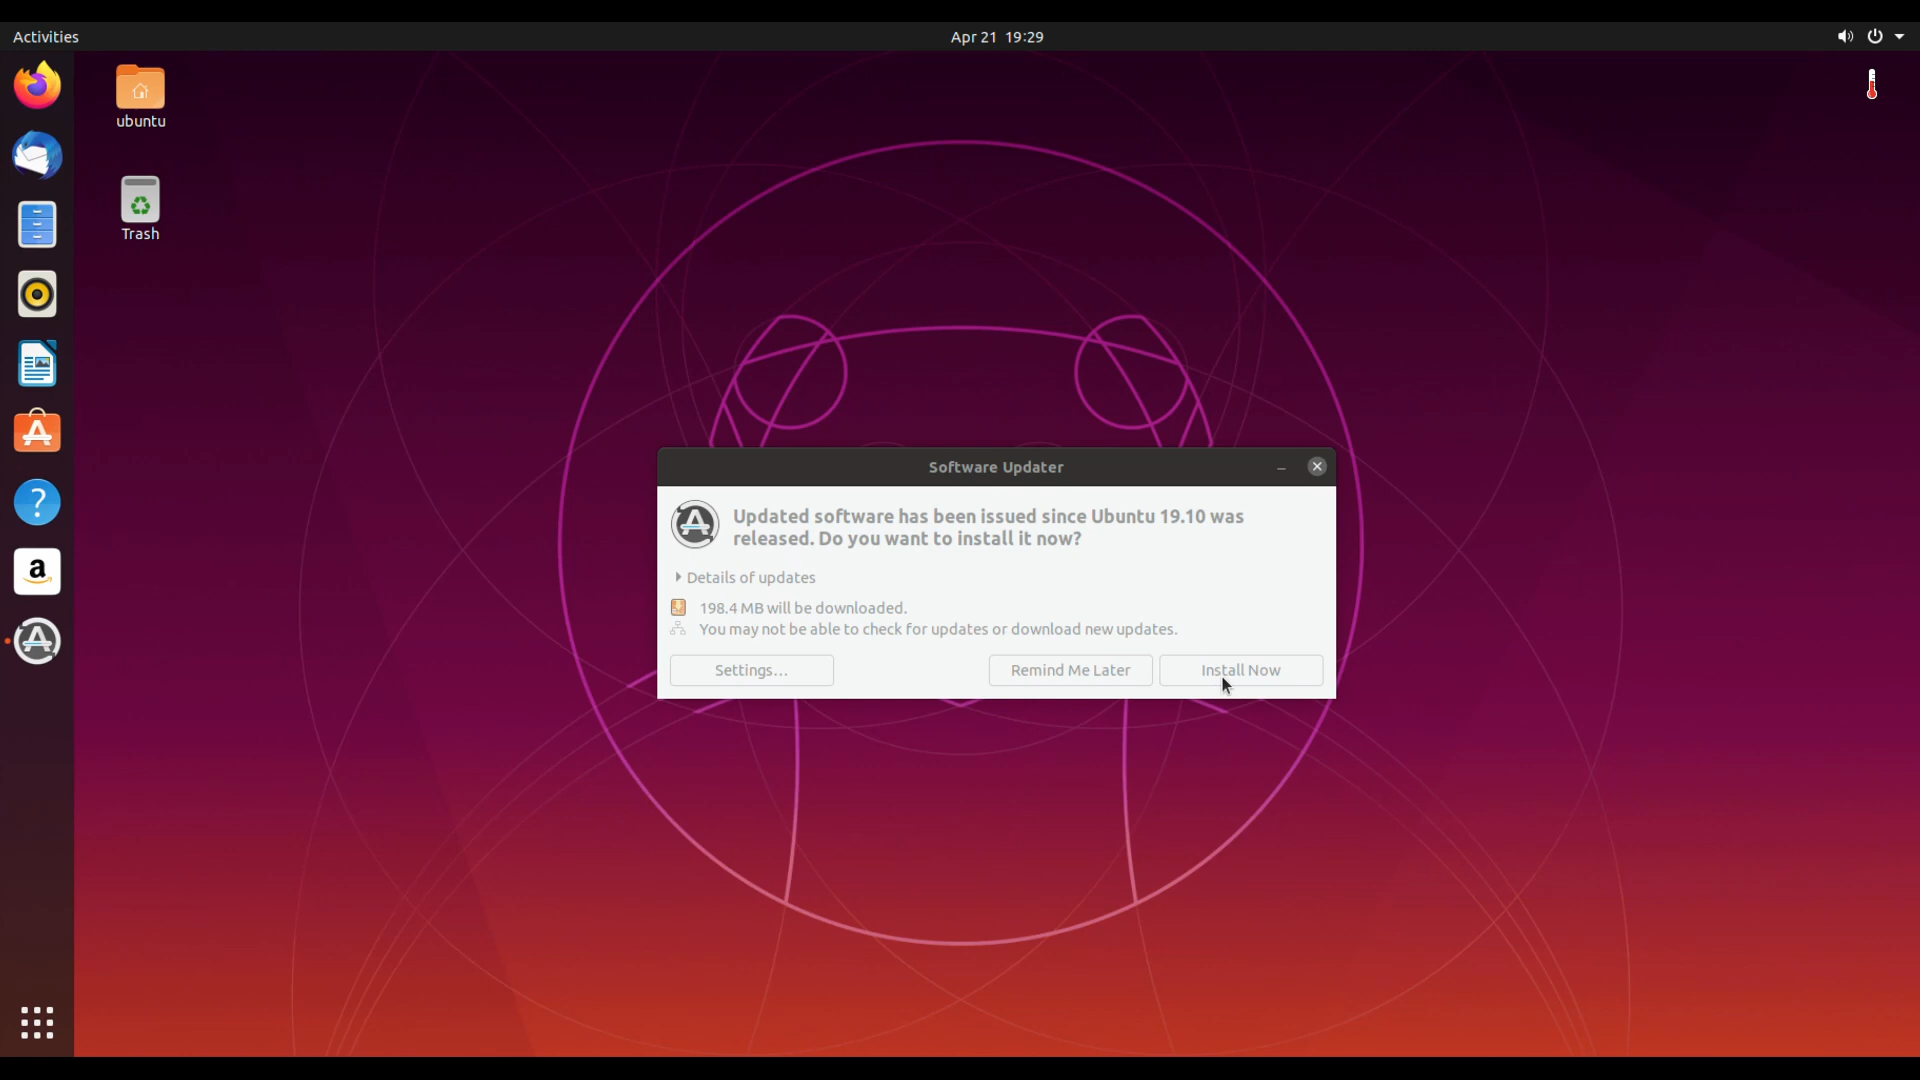 Activities
Apr 21 19:29
ubuntu
Trash
Software Updater
Updated software has been issued since Ubuntu 19.10 was
released. Do you want to install it now?
Details of updates
198.4 MB will be downloaded.
You may not be able to check for updates or download new updates.
Settings...
Remind Me Later
Install Now